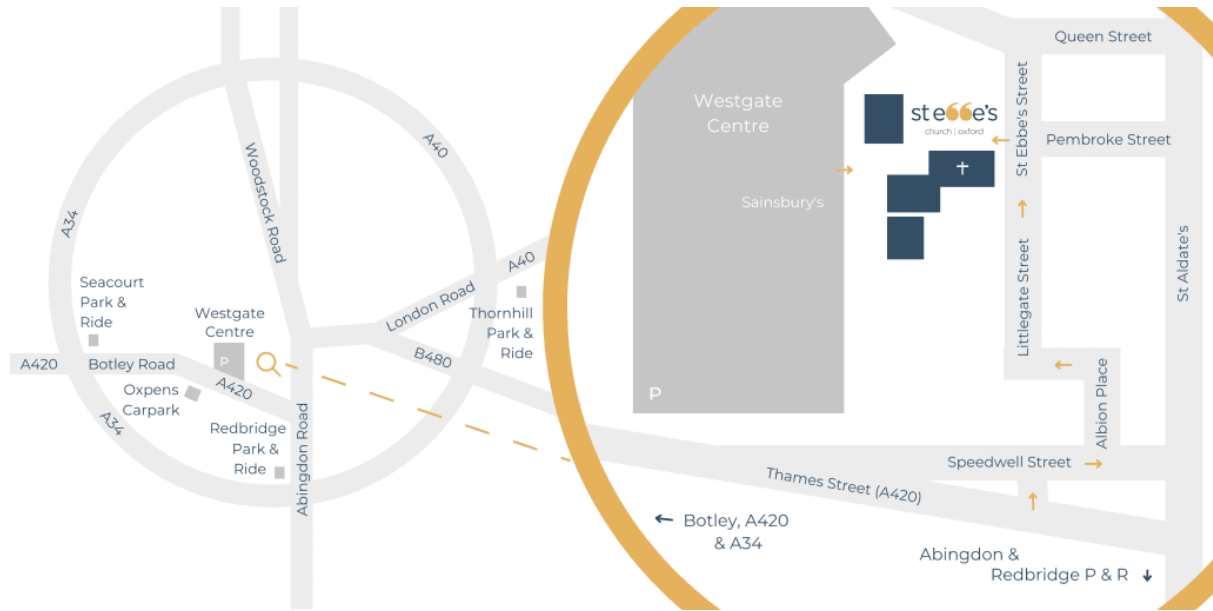 A40
A34
Woodstock Road
Seacourt
Park &
Ride
Westgate
Centre
P
A420
Botley Road
A420
Oxpens
Carpark
A34
Redbridge
Park &
Ride
Abingdon Road
London Road
A40
B480
Thornhill
Park &
Ride
Westgate
Centre
Sainsbury's
P
st ebbe's
church | oxford
Queen Street
St Ebbe's Street
Pembroke Street
St Aldate's
Littlegate Street
Albion Place
Speedwell Street
Thames Street (A420)
← Botley, A420
& A34
Abingdon &
Redbridge P & R ↓